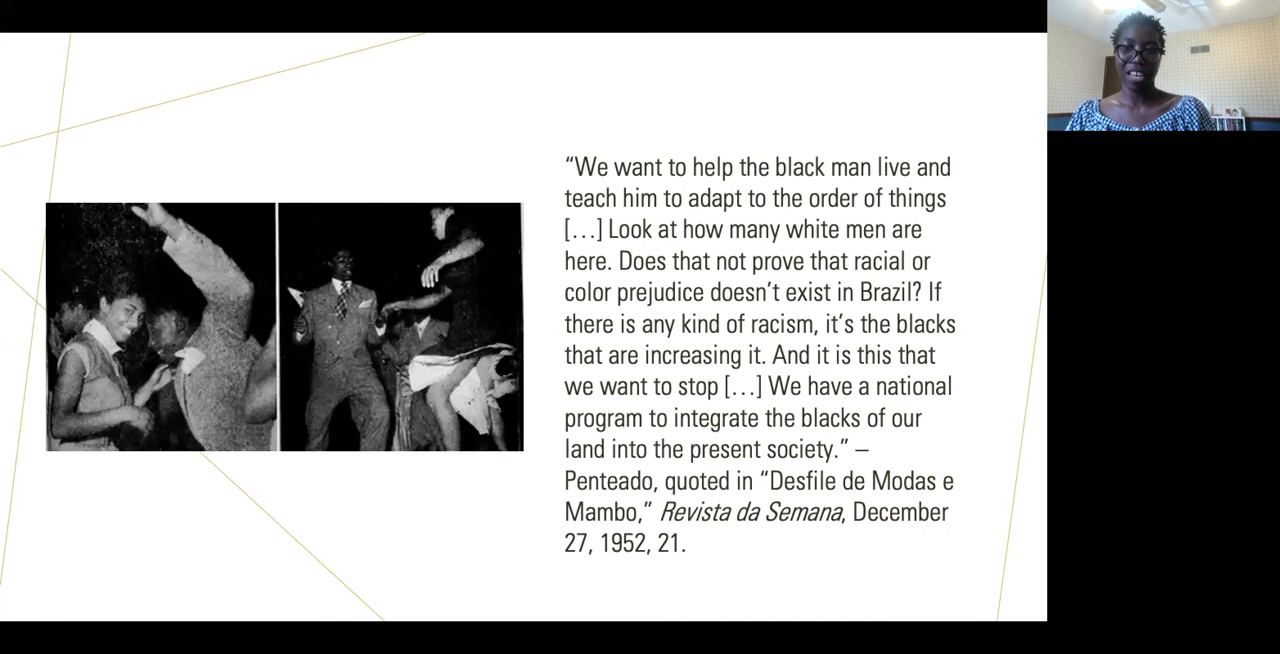 “We want to help the black man live and
teach him to adapt to the order of things
[…] Look at how many white men are
here. Does that not prove that racial or
color prejudice doesn’t exist in Brazil? If
there is any kind of racism, it’s the blacks
that are increasing it. And it is this that
we want to stop […] We have a national
program to integrate the blacks of our
land into the present society.” –
Penteado, quoted in “Desfile de Modas e
Mambo,” Revista da Semana, December
27, 1952, 21.